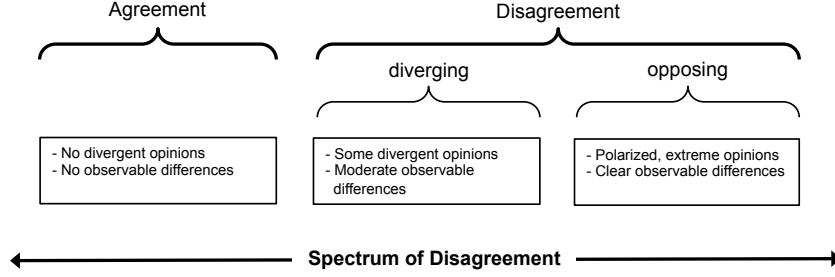 Agreement
Disagreement
diverging
opposing
- No divergent opinions
- No observable differences
- Some divergent opinions
- Moderate observable
differences
- Polarized, extreme opinions
- Clear observable differences
Spectrum of Disagreement